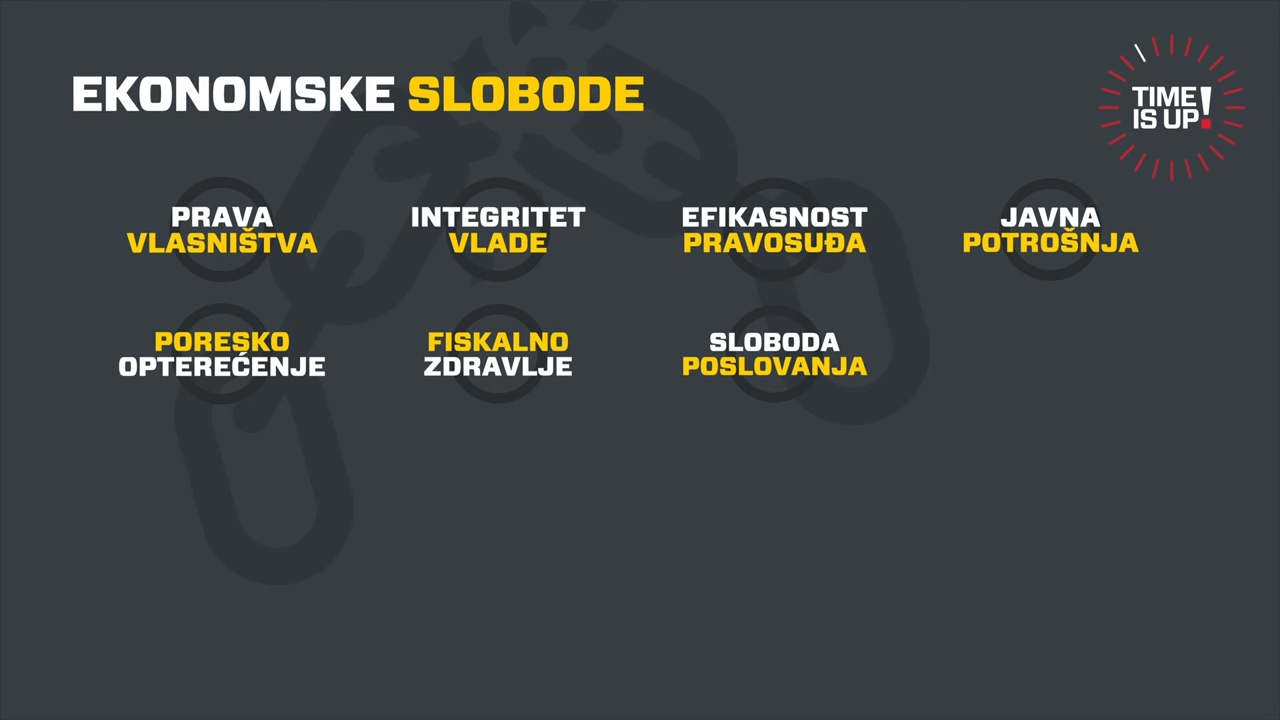 EKONOMSKE SLOBODE
TIME
IS UP!
PRAVA
VLASNIŠTVA
INTEGRITET
VLADE
EFIKASNOST
PRAVOSUĐA
JAVNA
POTROŠNJA
PORESKO
OPTEREĆENJE
FISKALNO
ZDRAVLJE
SLOBODA
POSLOVANJA